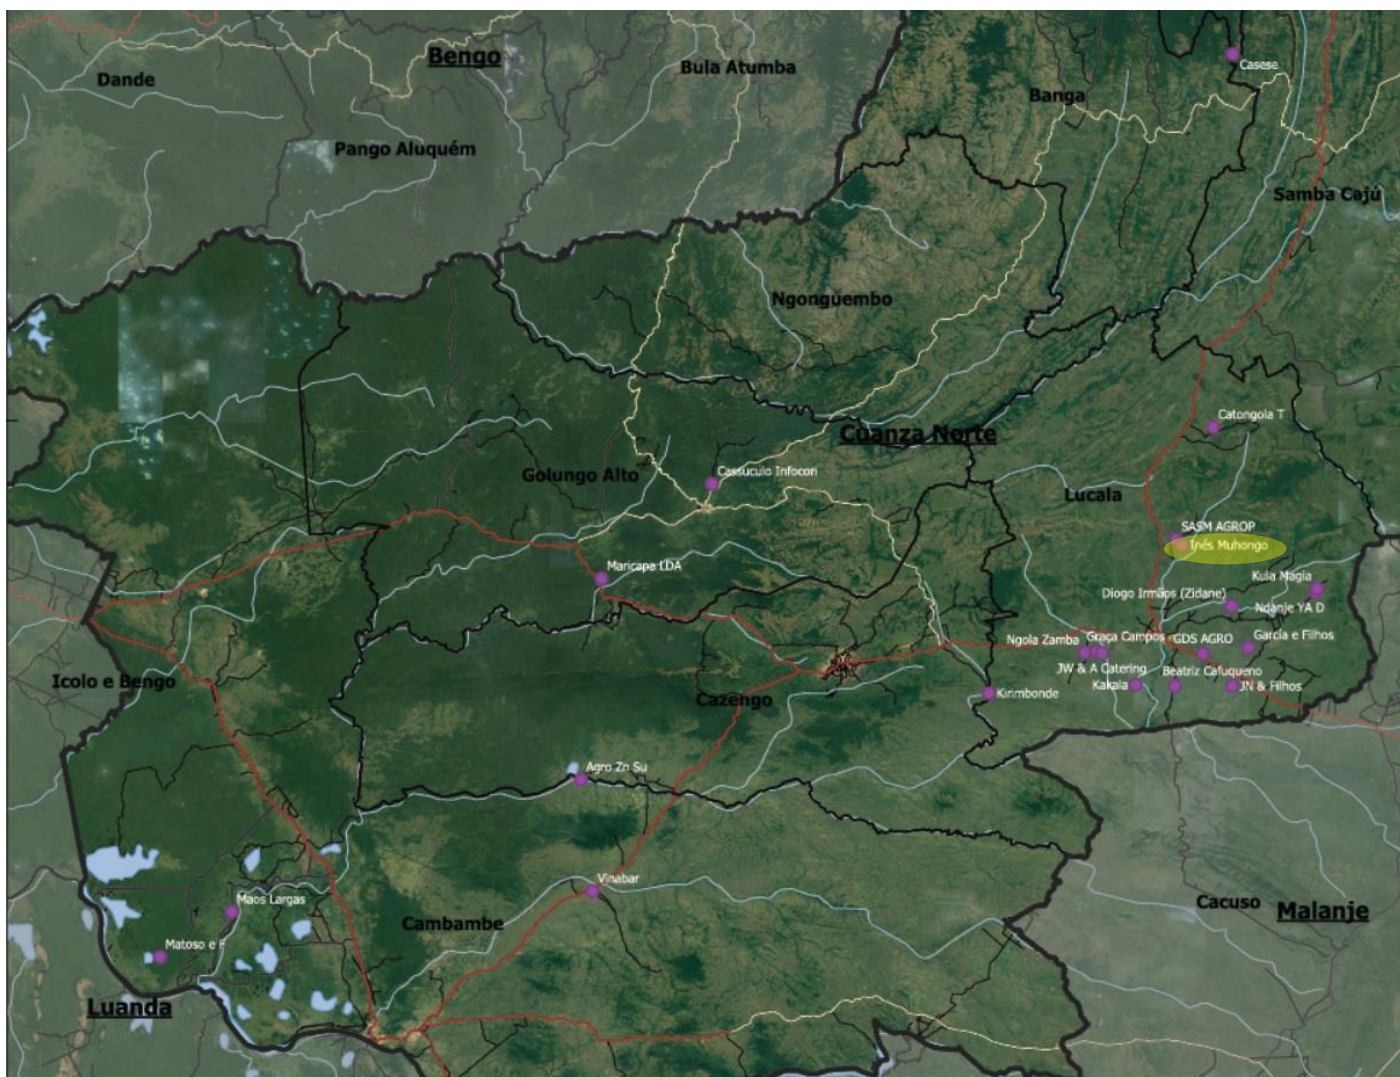 Bengo
Dande
Bula Atumba
Casese
Banga
Pango Aluquém
Samba Cajú
Ngonguembo
Catongola T
Cuanza Norte
Golungo Alto
Cassuculo Infocon
Lucala
SASM AGROP
Inés Muhongo
Maricapa LDA
Kula Magia
Diogo Irmãos (Zidane)
Ndanje YA D
Ngola Zamba
Graça Campos
GDS AGRO
García e Filhos
JW & A Catering
Beatriz Cafuqueno
Icolo e Bengo
Kakala
JN & Filhos
Kirimbonde
Cazengo
Agro Zn Su
Vinabar
Maos Largas
Cacuso
Malanje
Cambambe
Matoso e F
Luanda